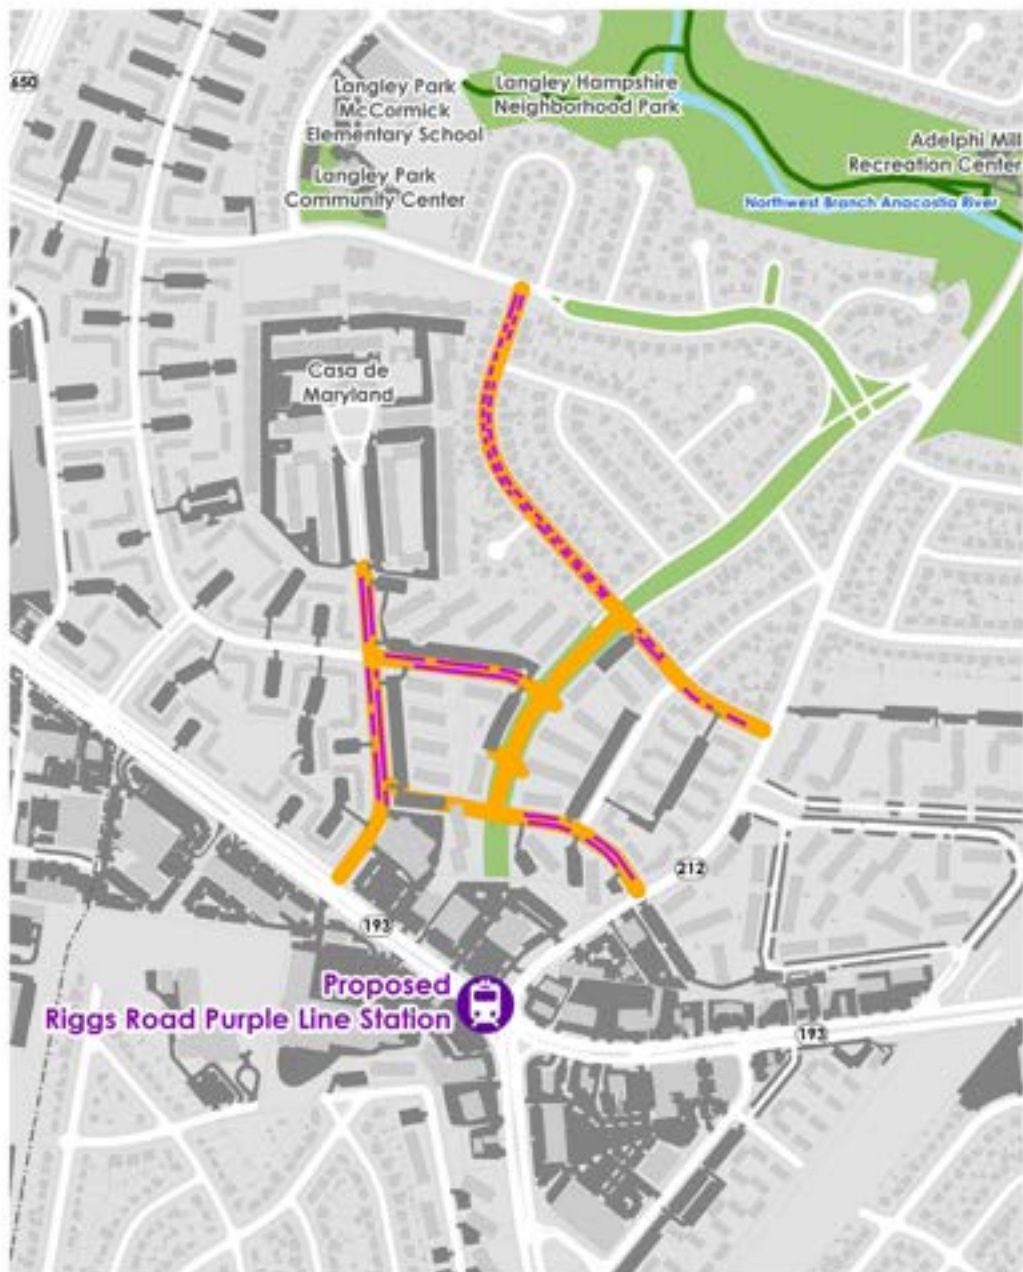 650
Langley Park
McCormick
Elementary School
Langley Hampshire
Neighborhood Park
Adelphi Mill
Recreation Center
Langley Park
Community Center
Northwest Branch Anacostia River
Casa de
Maryland
212
193
Proposed
Riggs Road Purple Line Station
193